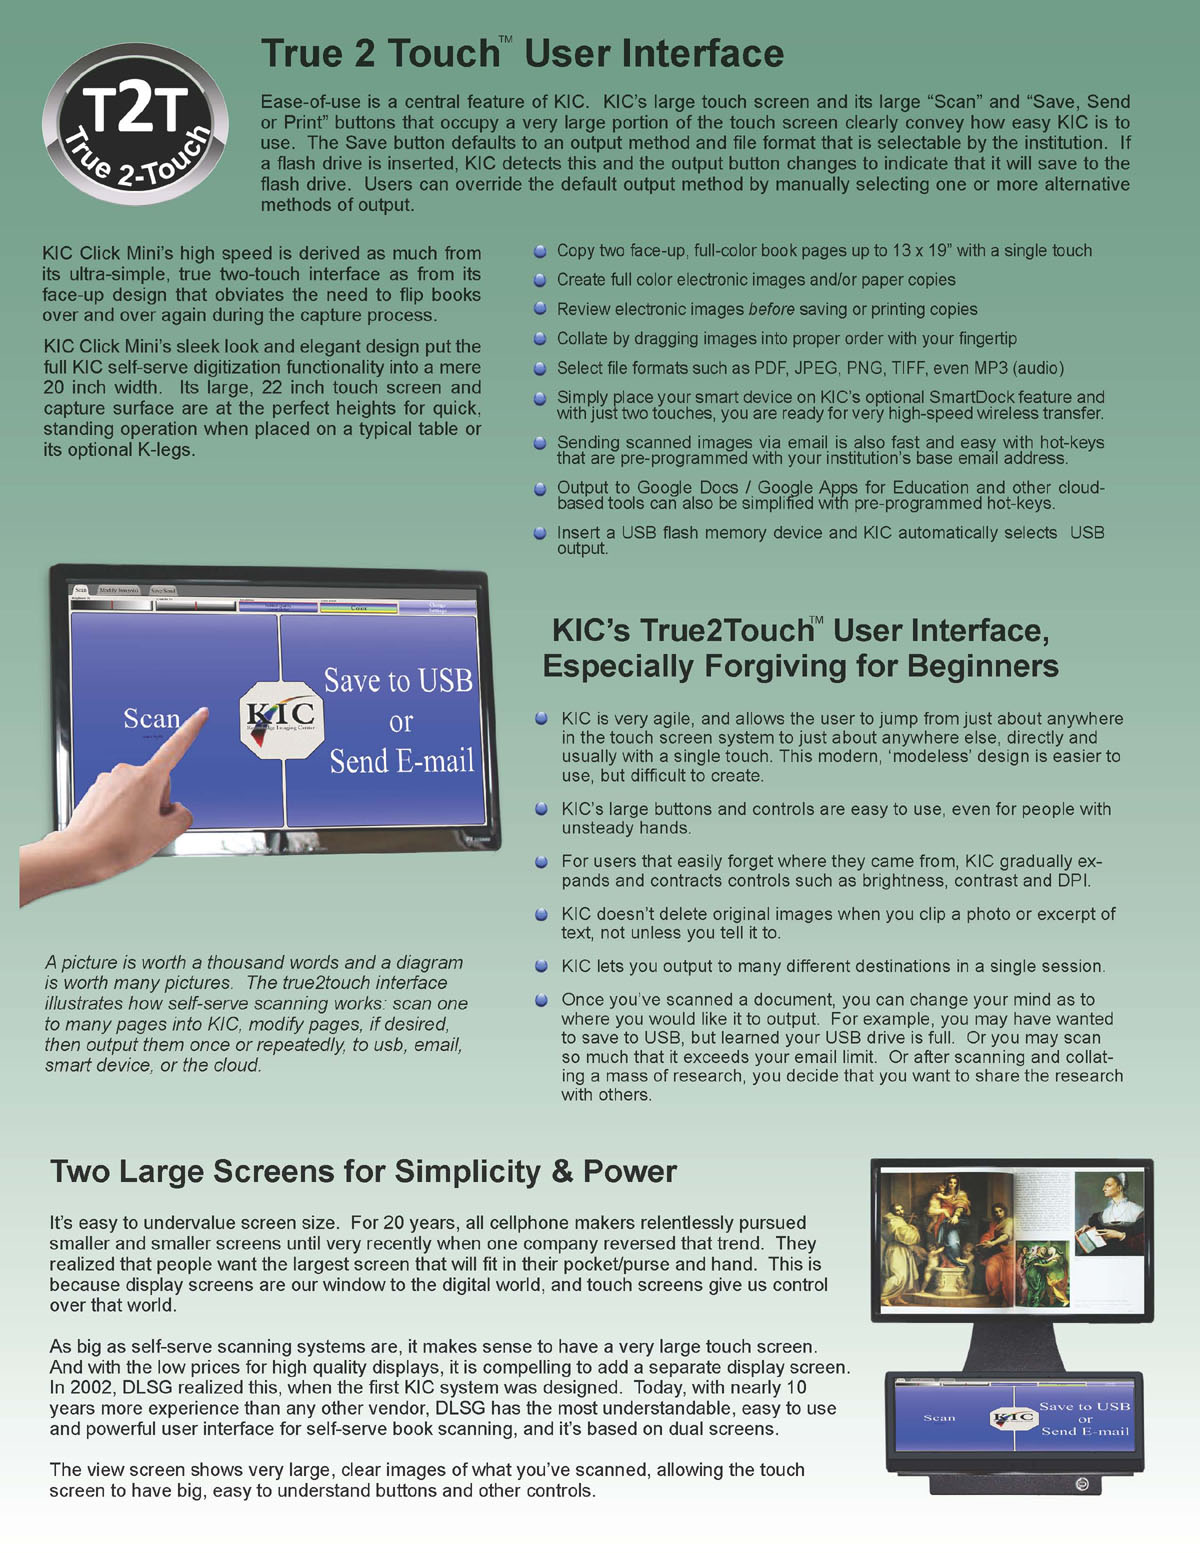 T2T
True 2-Touch
True 2 Touch™ User Interface
Ease-of-use is a central feature of KIC.  KIC’s large touch screen and its large “Scan” and “Save, Send
or Print” buttons that occupy a very large portion of the touch screen clearly convey how easy KIC is to
use.  The Save button defaults to an output method and file format that is selectable by the institution.  If
a flash drive is inserted, KIC detects this and the output button changes to indicate that it will save to the
flash drive.  Users can override the default output method by manually selecting one or more alternative
methods of output.
KIC Click Mini’s high speed is derived as much from
its ultra-simple, true two-touch interface as from its
face-up design that obviates the need to flip books
over and over again during the capture process.
KIC Click Mini’s sleek look and elegant design put the
full KIC self-serve digitization functionality into a mere
20 inch width.  Its large, 22 inch touch screen and
capture surface are at the perfect heights for quick,
standing operation when placed on a typical table or
its optional K-legs.
Copy two face-up, full-color book pages up to 13 x 19” with a single touch
Create full color electronic images and/or paper copies
Review electronic images before saving or printing copies
Collate by dragging images into proper order with your fingertip
Select file formats such as PDF, JPEG, PNG, TIFF, even MP3 (audio)
Simply place your smart device on KIC’s optional SmartDock feature and
with just two touches, you are ready for very high-speed wireless transfer.
Sending scanned images via email is also fast and easy with hot-keys
that are pre-programmed with your institution’s base email address.
Output to Google Docs / Google Apps for Education and other cloud-
based tools can also be simplified with pre-programmed hot-keys.
Insert a USB flash memory device and KIC automatically selects  USB
output.
Scan
Modify Image(s)
Save/Send
Color
Change
Settings
Scan
KIC
Knowledge Imaging Center
Save to USB
or
Send E-mail
KIC’s True2Touch™ User Interface,
Especially Forgiving for Beginners
KIC is very agile, and allows the user to jump from just about anywhere
in the touch screen system to just about anywhere else, directly and
usually with a single touch. This modern, ‘modeless’ design is easier to
use, but difficult to create.
KIC’s large buttons and controls are easy to use, even for people with
unsteady hands.
For users that easily forget where they came from, KIC gradually ex-
pands and contracts controls such as brightness, contrast and DPI.
KIC doesn’t delete original images when you clip a photo or excerpt of
text, not unless you tell it to.
KIC lets you output to many different destinations in a single session.
Once you’ve scanned a document, you can change your mind as to
where you would like it to output.  For example, you may have wanted
to save to USB, but learned your USB drive is full.  Or you may scan
so much that it exceeds your email limit.  Or after scanning and collat-
ing a mass of research, you decide that you want to share the research
with others.
A picture is worth a thousand words and a diagram
is worth many pictures.  The true2touch interface
illustrates how self-serve scanning works: scan one
to many pages into KIC, modify pages, if desired,
then output them once or repeatedly, to usb, email,
smart device, or the cloud.
Two Large Screens for Simplicity & Power
It’s easy to undervalue screen size.  For 20 years, all cellphone makers relentlessly pursued
smaller and smaller screens until very recently when one company reversed that trend.  They
realized that people want the largest screen that will fit in their pocket/purse and hand.  This is
because display screens are our window to the digital world, and touch screens give us control
over that world.
As big as self-serve scanning systems are, it makes sense to have a very large touch screen.
And with the low prices for high quality displays, it is compelling to add a separate display screen.
In 2002, DLSG realized this, when the first KIC system was designed.  Today, with nearly 10
years more experience than any other vendor, DLSG has the most understandable, easy to use
and powerful user interface for self-serve book scanning, and it’s based on dual screens.
The view screen shows very large, clear images of what you’ve scanned, allowing the touch
screen to have big, easy to understand buttons and other controls.
Scan
KIC
Save to USB
or
Send E-mail